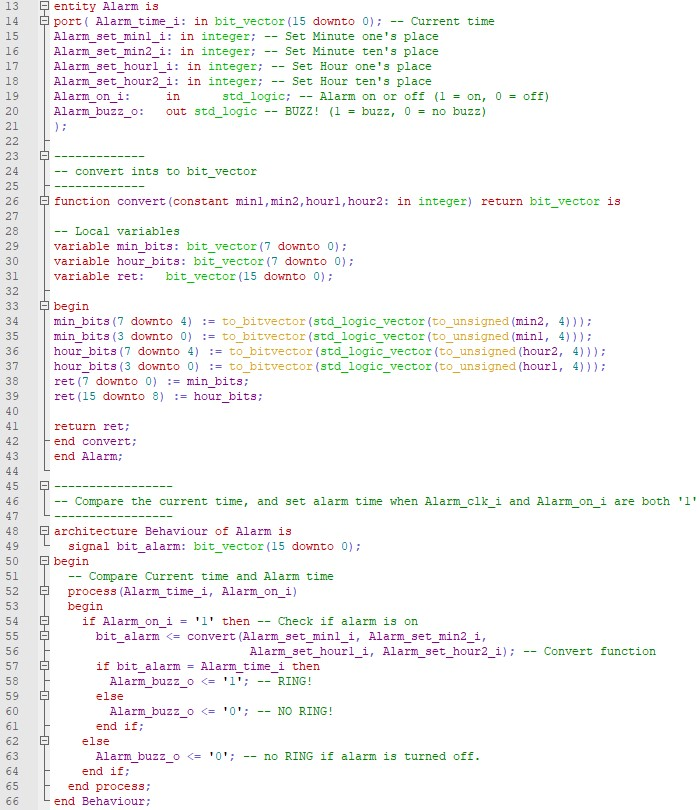 13 entity Alarm is
14 port( Alarm_time_i: in bit_vector(15 downto 0); -- Current time
15 Alarm_set_min1_i: in integer; -- Set Minute one's place
16 Alarm_set_min2_i: in integer; -- Set Minute ten's place
17 Alarm_set_hour1_i: in integer; -- Set Hour one's place
18 Alarm_set_hour2_i: in integer; -- Set Hour ten's place
19 Alarm_on_i:     in      std_logic; -- Alarm on or off (1 = on, 0 = off)
20 Alarm_buzz_o:   out std_logic -- BUZZ! (1 = buzz, 0 = no buzz)
21 );
22
23 -------------
24 -- convert ints to bit_vector
25 -------------
26 function convert(constant min1,min2,hour1,hour2: in integer) return bit_vector is
27
28 -- Local variables
29 variable min_bits: bit_vector(7 downto 0);
30 variable hour_bits: bit_vector(7 downto 0);
31 variable ret:   bit_vector(15 downto 0);
32
33 begin
34 min_bits(7 downto 4) := to_bitvector(std_logic_vector(to_unsigned(min2, 4)));
35 min_bits(3 downto 0) := to_bitvector(std_logic_vector(to_unsigned(min1, 4)));
36 hour_bits(7 downto 4) := to_bitvector(std_logic_vector(to_unsigned(hour2, 4)));
37 hour_bits(3 downto 0) := to_bitvector(std_logic_vector(to_unsigned(hour1, 4)));
38 ret(7 downto 0) := min_bits;
39 ret(15 downto 8) := hour_bits;
40
41 return ret;
42 end convert;
43 end Alarm;
44
45 -----------------
46 -- Compare the current time, and set alarm time when Alarm_clk_i and Alarm_on_i are both '1'
47 -----------------
48 architecture Behaviour of Alarm is
49   signal bit_alarm: bit_vector(15 downto 0);
50 begin
51   -- Compare Current time and Alarm time
52   process(Alarm_time_i, Alarm_on_i)
53   begin
54     if Alarm_on_i = '1' then -- Check if alarm is on
55       bit_alarm <= convert(Alarm_set_min1_i, Alarm_set_min2_i,
56                             Alarm_set_hour1_i, Alarm_set_hour2_i); -- Convert function
57       if bit_alarm = Alarm_time_i then
58         Alarm_buzz_o <= '1'; -- RING!
59       else
60         Alarm_buzz_o <= '0'; -- NO RING!
61       end if;
62     else
63       Alarm_buzz_o <= '0'; -- no RING if alarm is turned off.
64     end if;
65   end process;
66 end Behaviour;